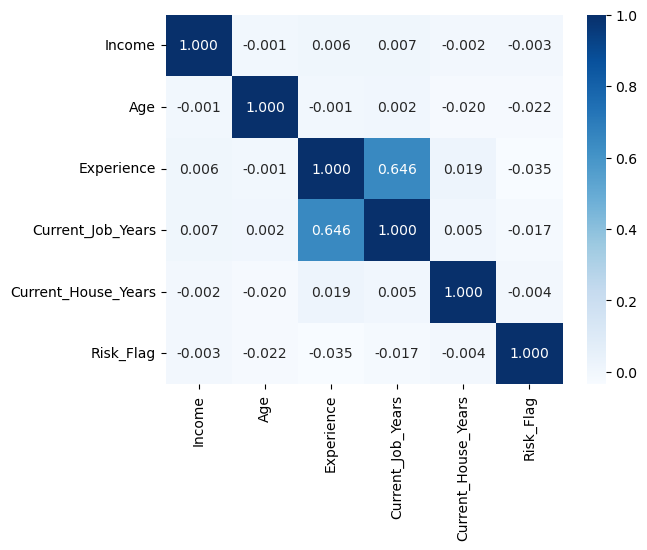 Income 1.000 -0.001 0.006 0.007 -0.002 -0.003
Age -0.001 1.000 -0.001 0.002 -0.020 -0.022
Experience 0.006 -0.001 1.000 0.646 0.019 -0.035
Current_Job_Years 0.007 0.002 0.646 1.000 0.005 -0.017
Current_House_Years -0.002 -0.020 0.019 0.005 1.000 -0.004
Risk_Flag -0.003 -0.022 -0.035 -0.017 -0.004 1.000
Income
Age
Experience
Current_Job_Years
Current_House_Years
Risk_Flag
1.0
0.8
0.6
0.4
0.2
0.0